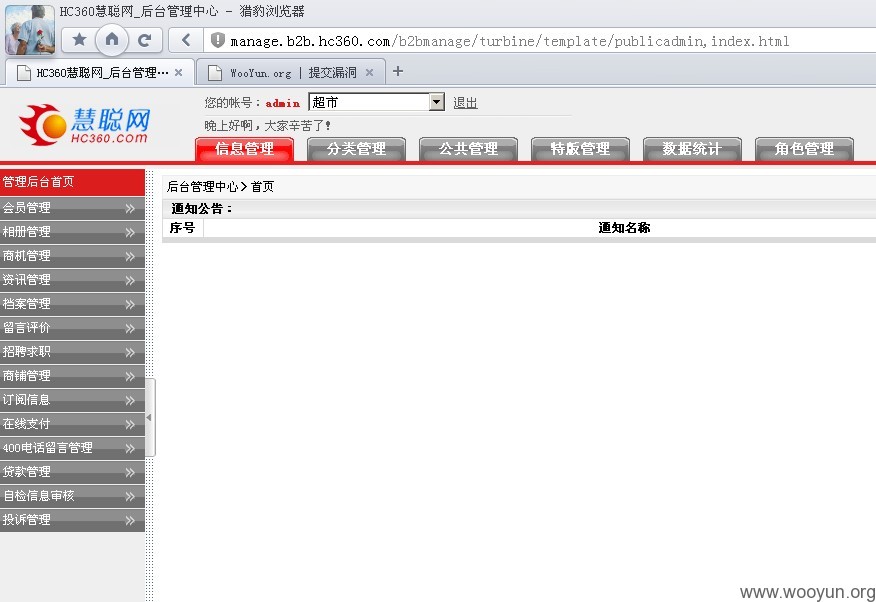 HC360慧聪网_后台管理中心 - 猎豹浏览器
manage.b2b.hc360.com/b2bmanage/turbine/template/publicadmin,index.html
HC360慧聪网_后台管理··· × WooYun.org | 提交漏洞 × +
慧聪网
HC360.com
您的帐号：admin 超市 退出
晚上好啊，大家辛苦了！
信息管理 分类管理 公共管理 特版管理 数据统计 角色管理
管理后台首页
会员管理 »
相册管理 »
商机管理 »
资讯管理 »
档案管理 »
留言评价 »
招聘求职 »
商铺管理 »
订阅信息 »
在线支付 »
400电话留言管理 »
贷款管理 »
自检信息审核 »
投诉管理 »
后台管理中心 > 首页
通知公告：
序号 通知名称
www.wooyun.org